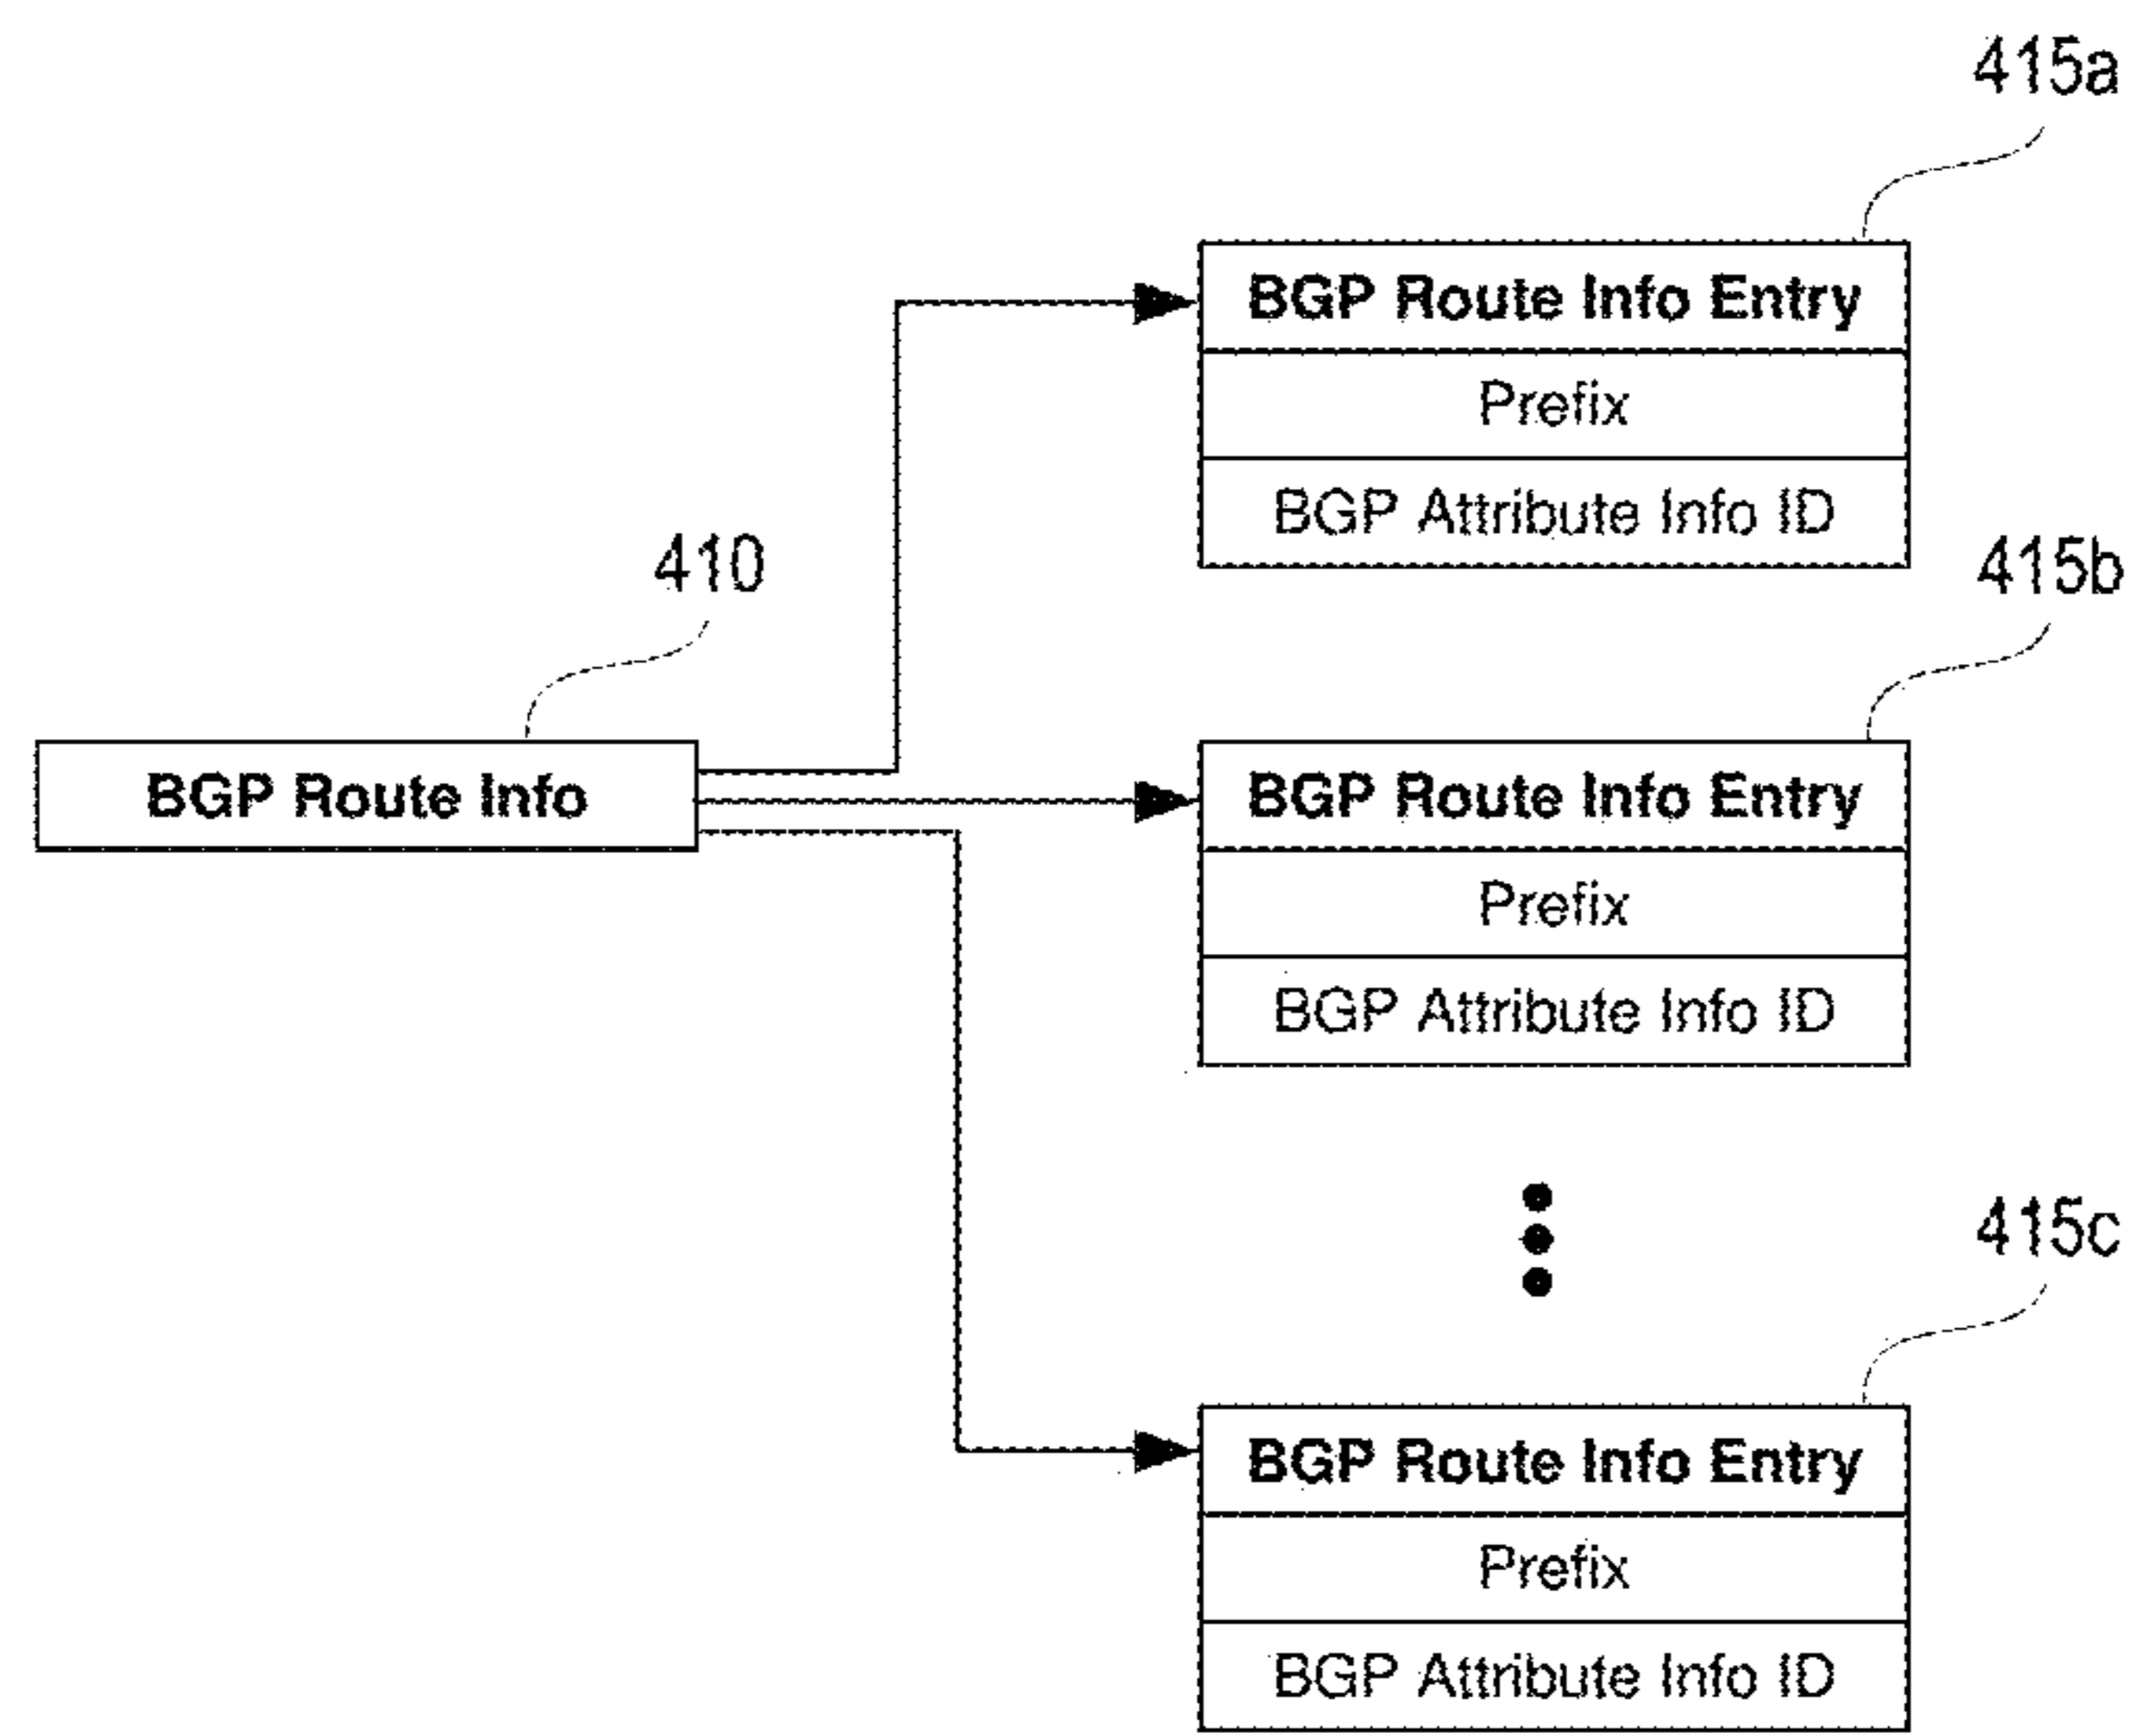 415a
BGP Route Info Entry
Prefix
BGP Attribute Info ID
410
415b
BGP Route Info
BGP Route Info Entry
Prefix
BGP Attribute Info ID
415c
BGP Route Info Entry
Prefix
BGP Attribute Info ID